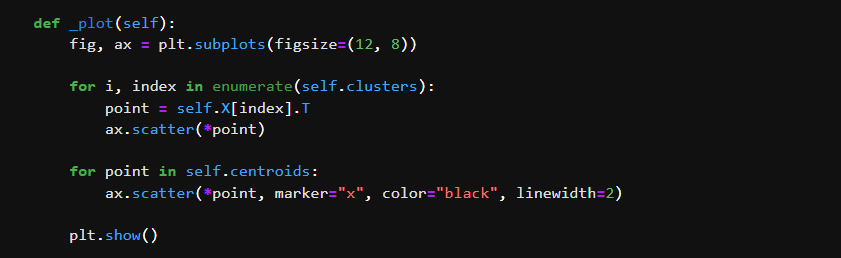 def _plot(self):
    fig, ax = plt.subplots(figsize=(12, 8))

    for i, index in enumerate(self.clusters):
        point = self.X[index].T
        ax.scatter(*point)

    for point in self.centroids:
        ax.scatter(*point, marker="x", color="black", linewidth=2)

    plt.show()